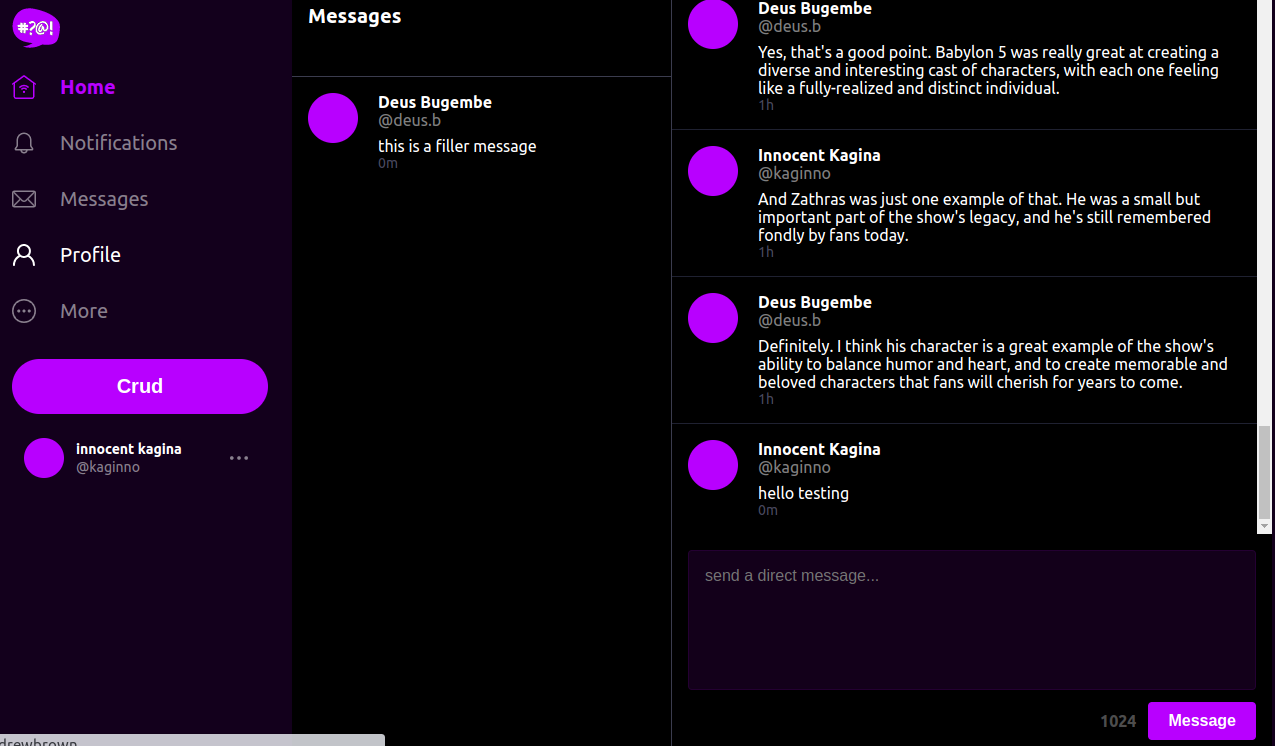 #?@!
Home
Notifications
Messages
Profile
More
Crud
innocent kagina
@kaginno
Messages
Deus Bugembe
@deus.b
this is a filler message
0m
Deus Bugembe
@deus.b
Yes, that's a good point. Babylon 5 was really great at creating a
diverse and interesting cast of characters, with each one feeling
like a fully-realized and distinct individual.
1h
Innocent Kagina
@kaginno
And Zathras was just one example of that. He was a small but
important part of the show's legacy, and he's still remembered
fondly by fans today.
1h
Deus Bugembe
@deus.b
Definitely. I think his character is a great example of the show's
ability to balance humor and heart, and to create memorable and
beloved characters that fans will cherish for years to come.
1h
Innocent Kagina
@kaginno
hello testing
0m
send a direct message...
1024
Message
drewbrown